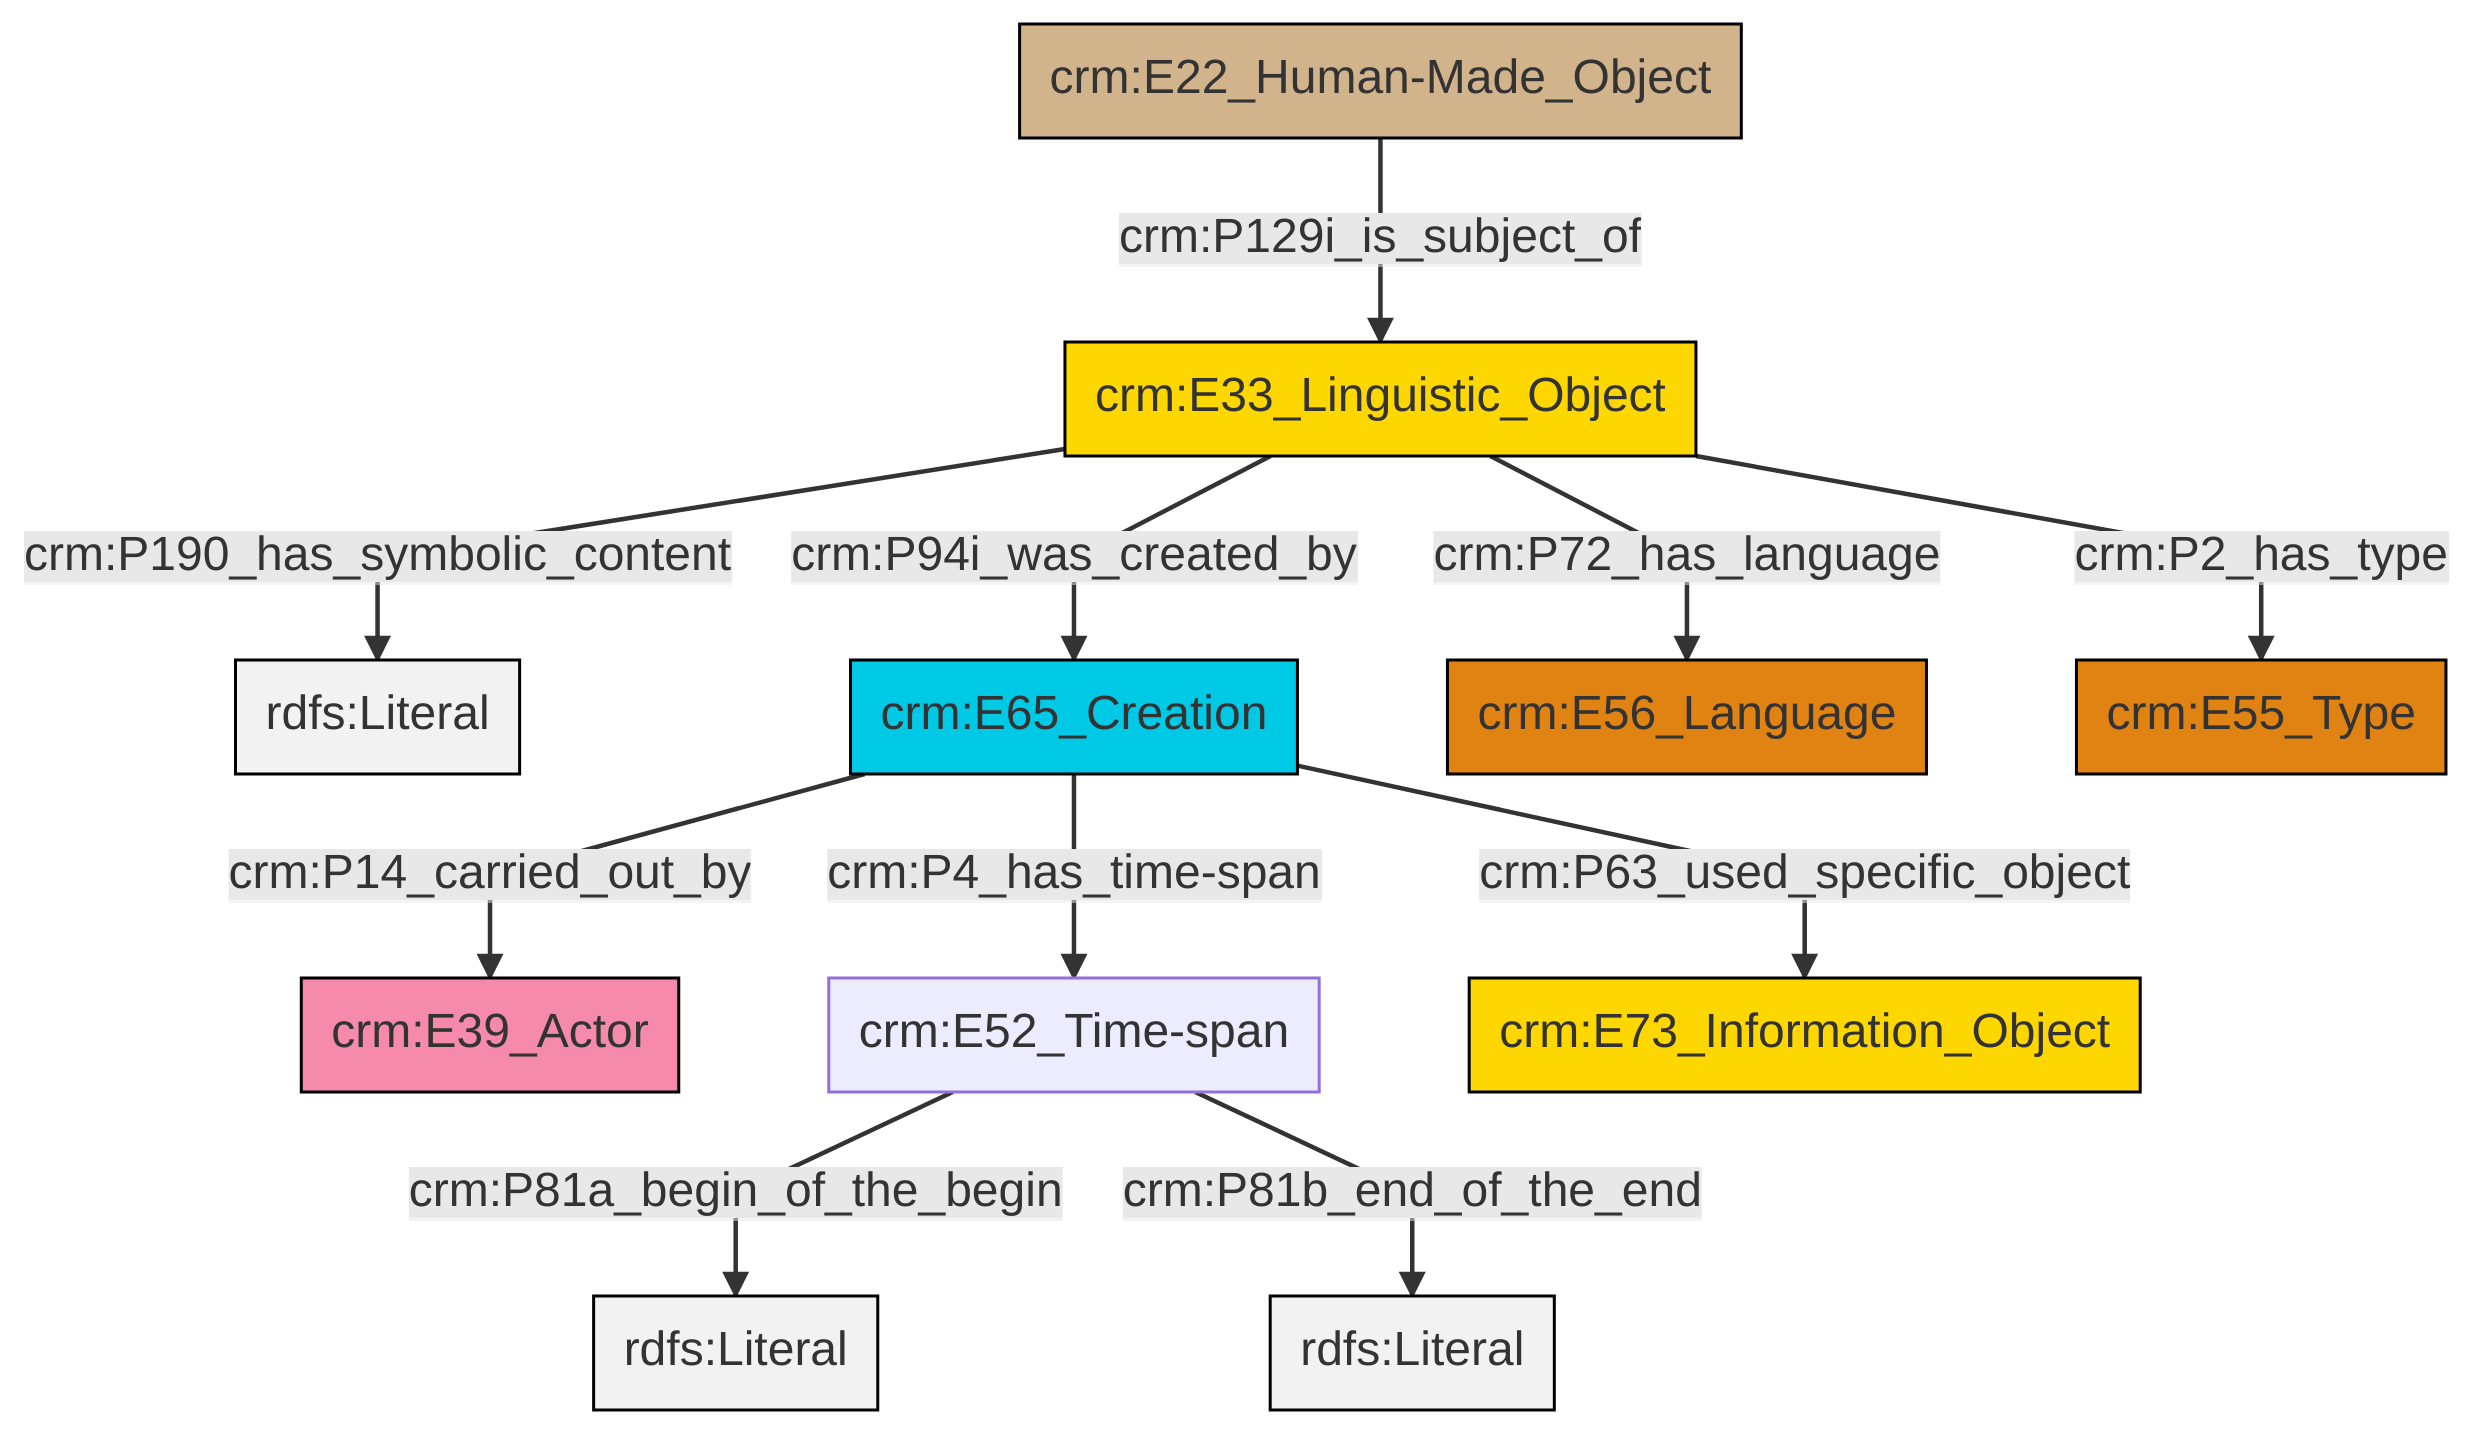 crm:E22_Human-Made_Object
crm:P129i_is_subject_of
crm:E33_Linguistic_Object
crm:P190_has_symbolic_content
crm:P94i_was_created_by
crm:P72_has_language
crm:P2_has_type
rdfs:Literal
crm:E65_Creation
crm:E56_Language
crm:E55_Type
crm:P14_carried_out_by
crm:P4_has_time-span
crm:P63_used_specific_object
crm:E39_Actor
crm:E52_Time-span
crm:E73_Information_Object
crm:P81a_begin_of_the_begin
crm:P81b_end_of_the_end
rdfs:Literal
rdfs:Literal